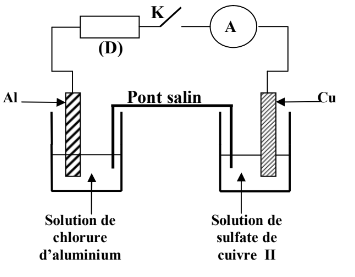 K
A
(D)
Al
Pont salin
Cu
Solution de
chlorure
d'aluminium
Solution de
sulfate de
cuivre II